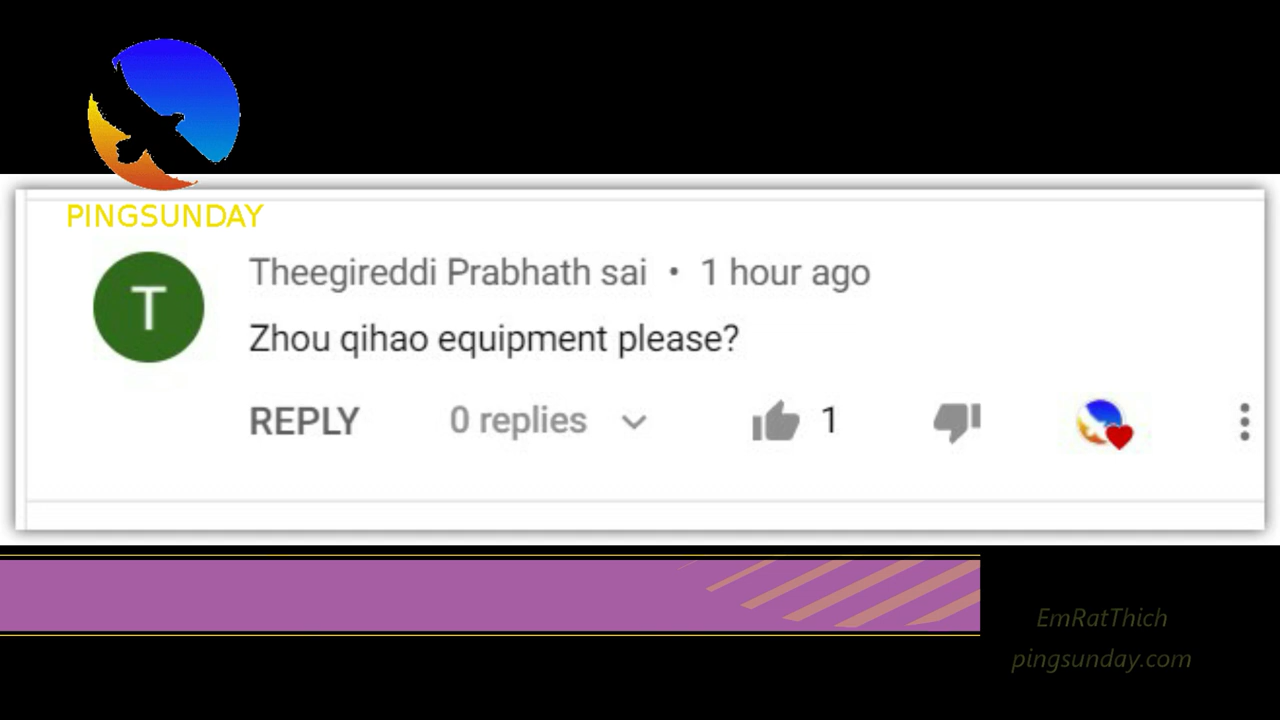 PINGSUNDAY
T
Theegireddi Prabhath sai • 1 hour ago
Zhou qihao equipment please?
REPLY 0 replies 1
EmRatThich
pingsunday.com